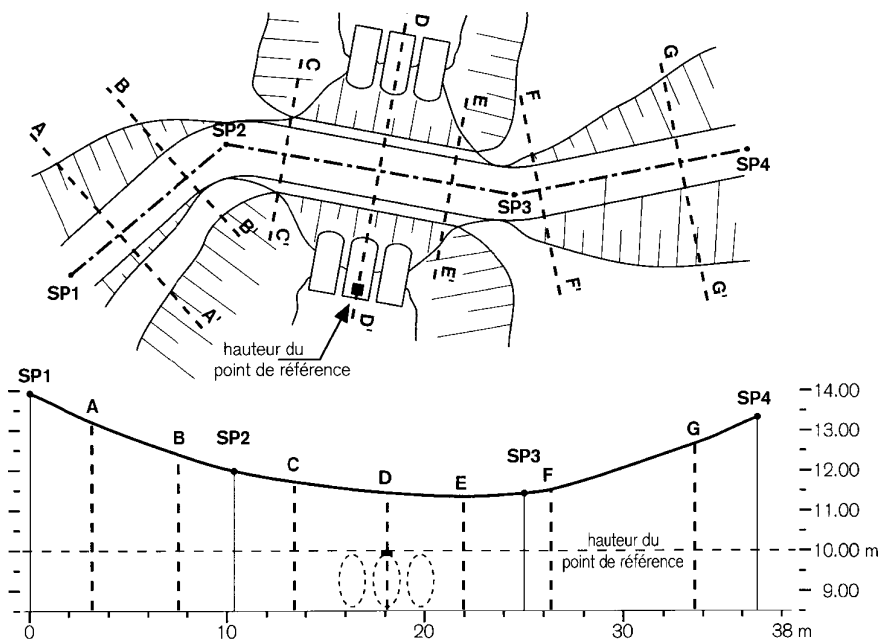 D
G
C
F
E
B
A
SP2
SP4
SP3
B'
C'
E'
F'
G'
SP1
A'
D'
hauteur du
point de référence
SP1
SP4
14.00
A
13.00
B
SP2
G
SP3
12.00
C
D
E
F
11.00
hauteur du
point de référence
10.00 m
9.00
0
10
20
30
38 m